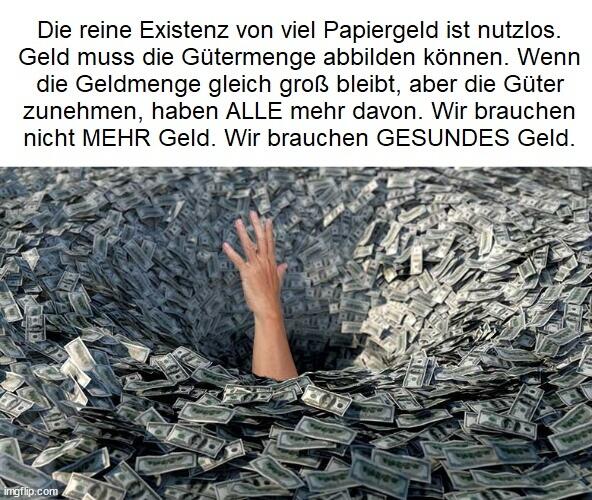 Die reine Existenz von viel Papiergeld ist nutzlos.
Geld muss die Gütermenge abbilden können. Wenn
die Geldmenge gleich groß bleibt, aber die Güter
zunehmen, haben ALLE mehr davon. Wir brauchen
nicht MEHR Geld. Wir brauchen GESUNDES Geld.
imgflip.com